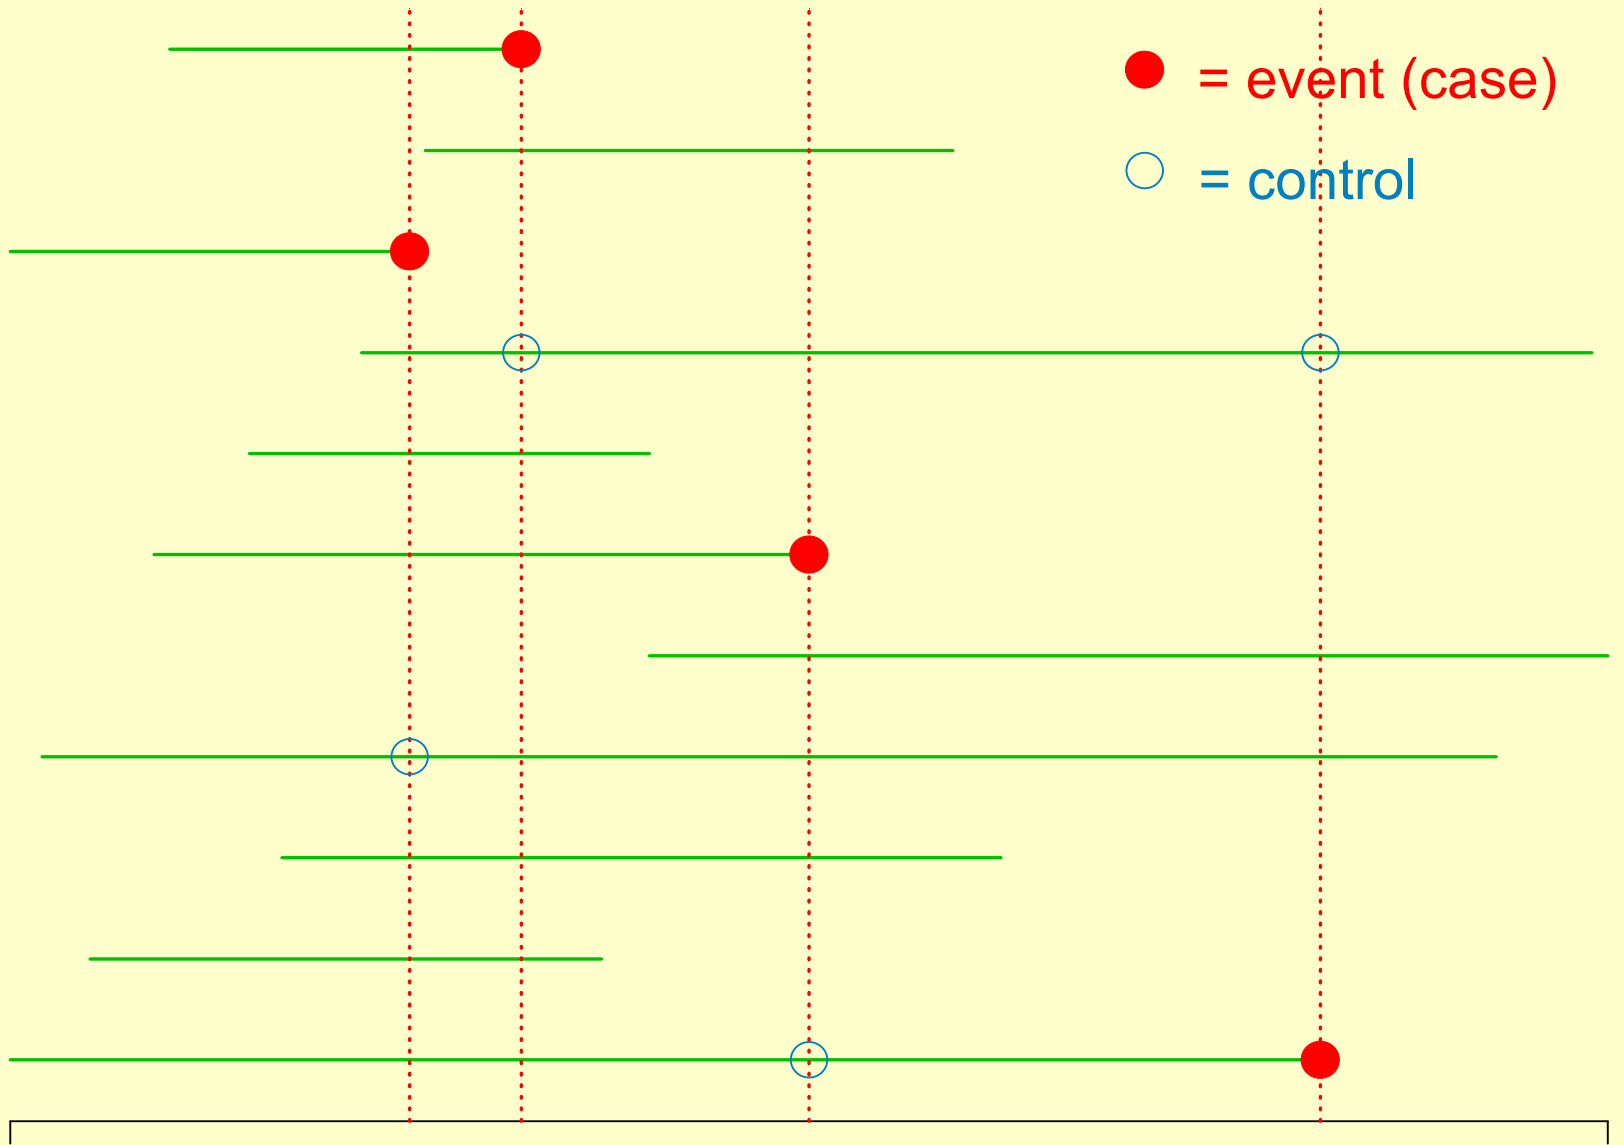 = event (case)
= control